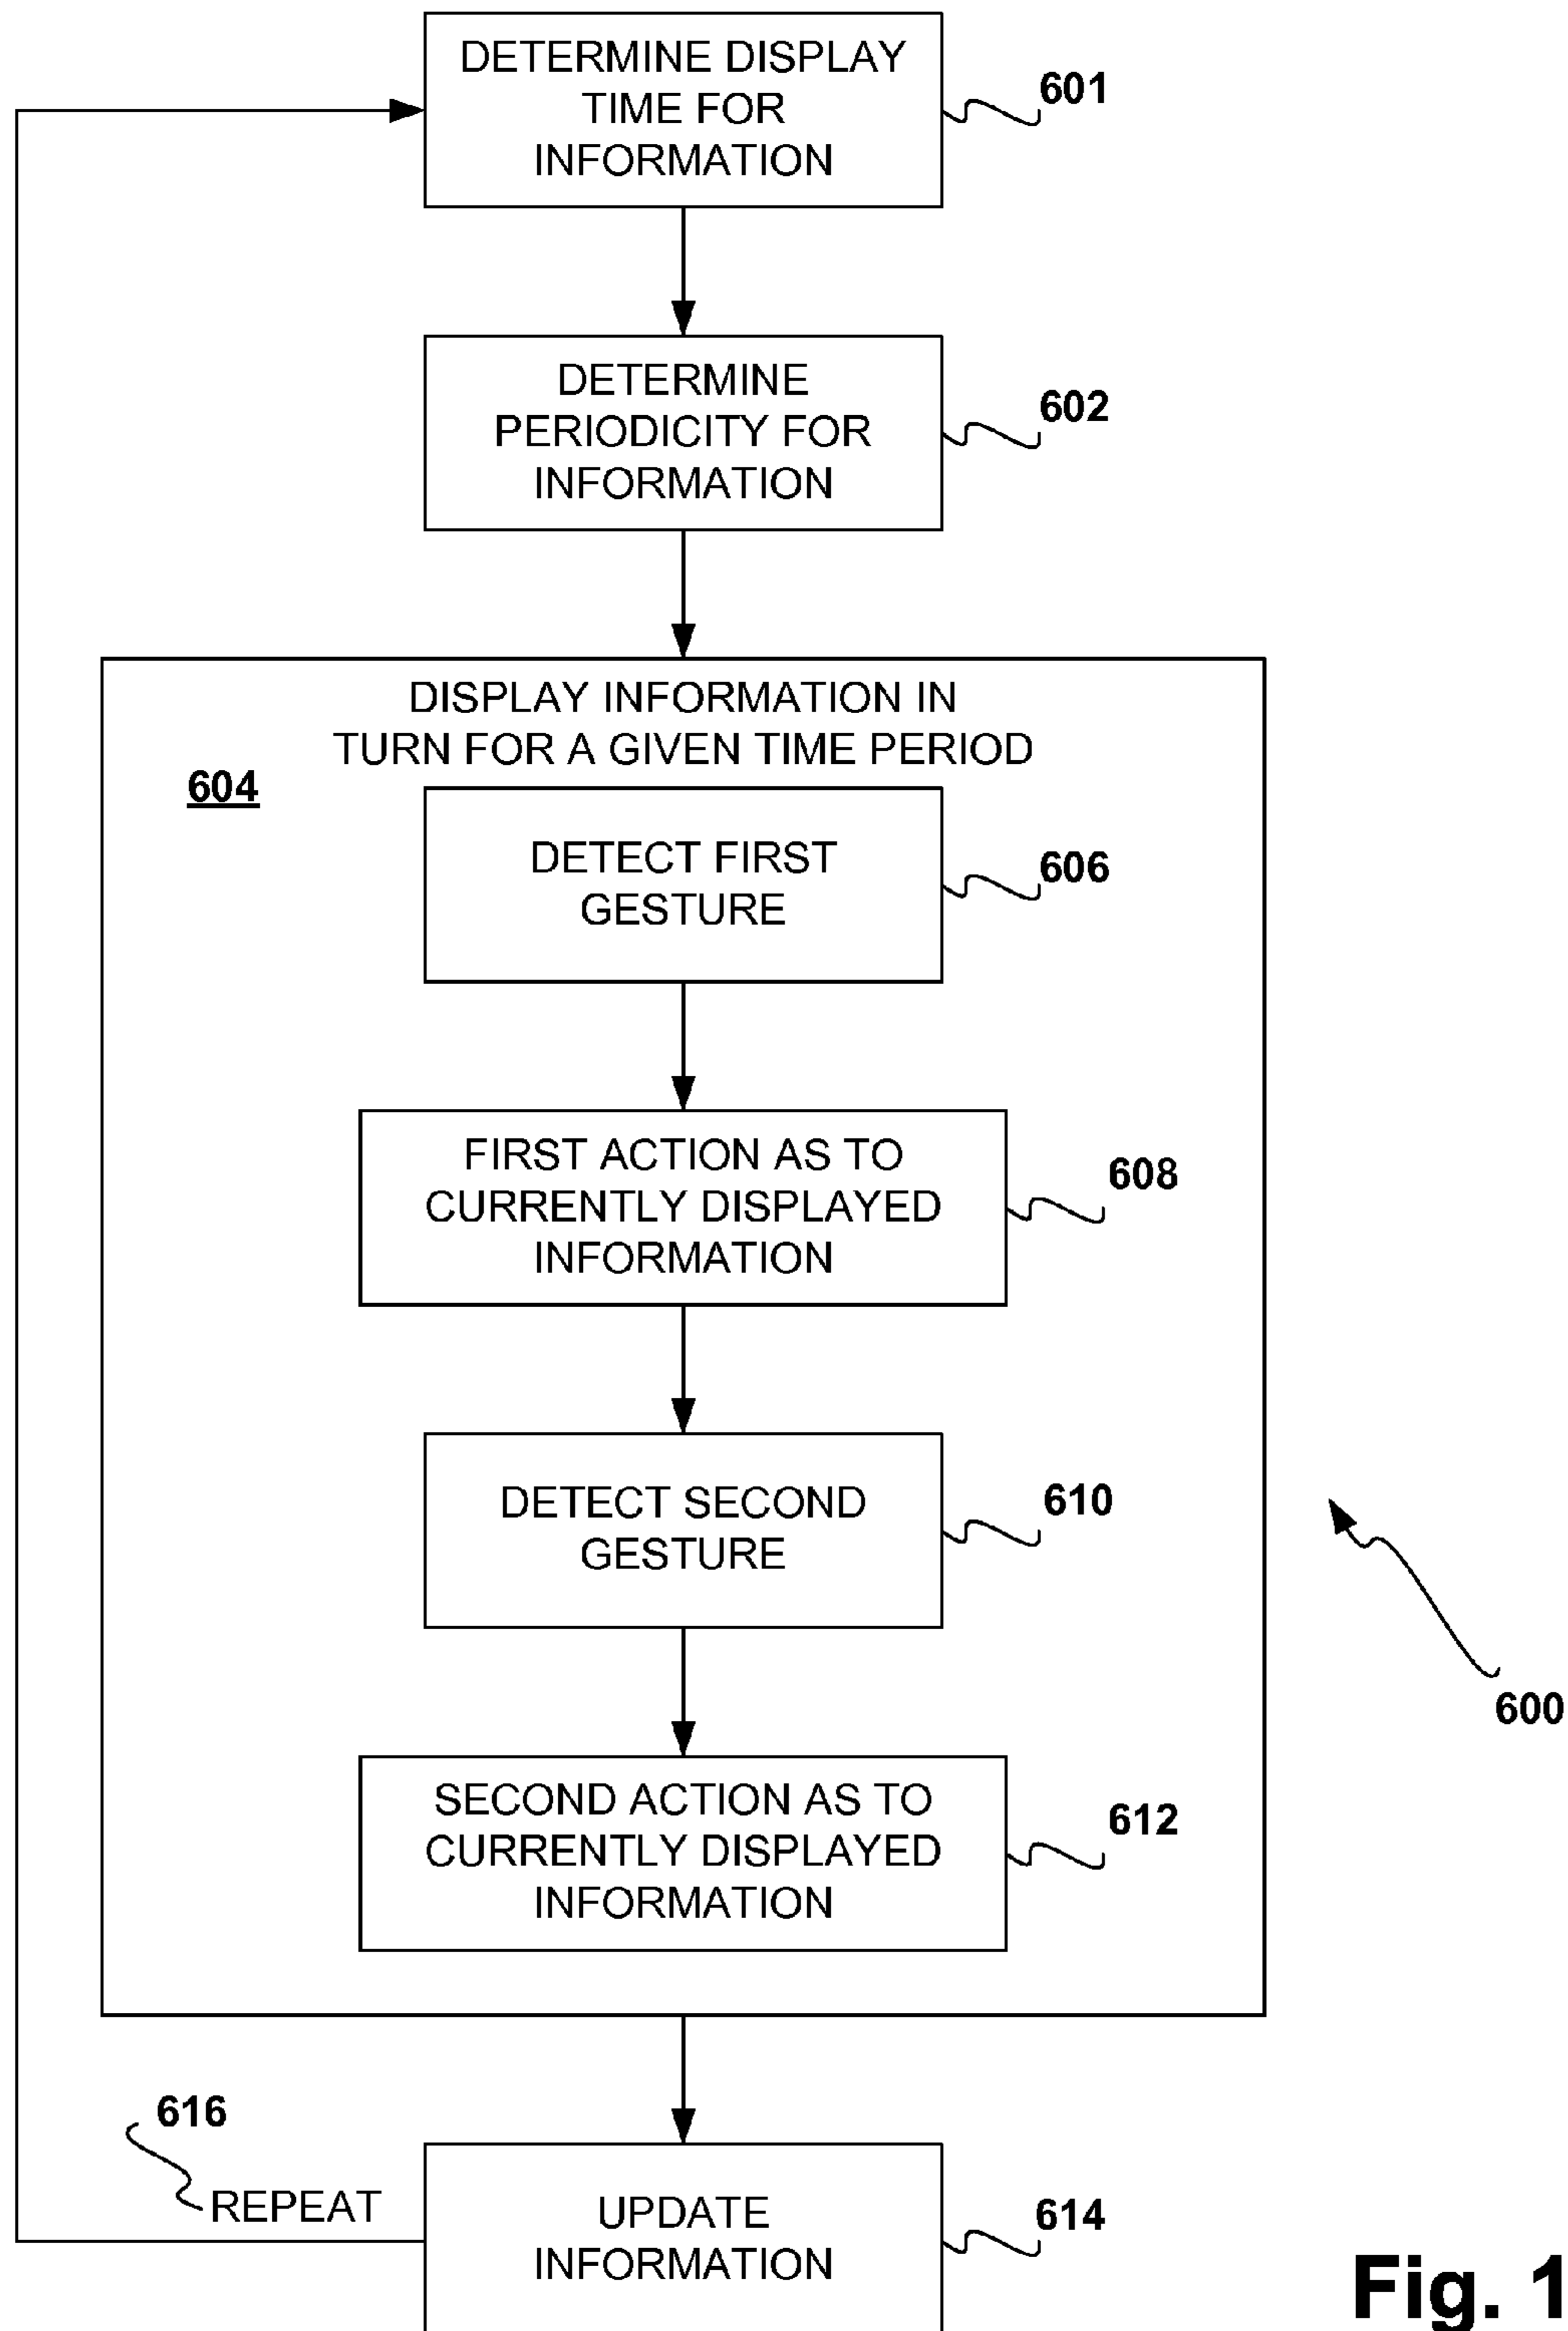 DETERMINE DISPLAY
TIME FOR
INFORMATION
601
DETERMINE
PERIODICITY FOR
INFORMATION
602
DISPLAY INFORMATION IN
TURN FOR A GIVEN TIME PERIOD
604
DETECT FIRST
GESTURE
606
FIRST ACTION AS TO
CURRENTLY DISPLAYED
INFORMATION
608
DETECT SECOND
GESTURE
610
600
SECOND ACTION AS TO
CURRENTLY DISPLAYED
INFORMATION
612
616
REPEAT
UPDATE
INFORMATION
614
Fig. 1